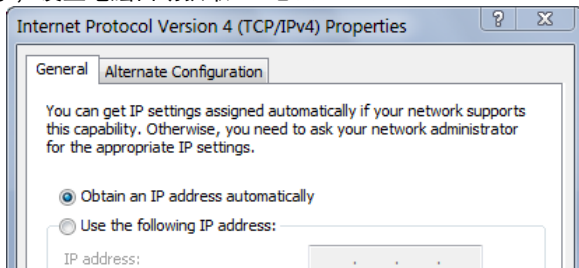 Internet Protocol Version 4 (TCP/IPv4) Properties
General Alternate Configuration
You can get IP settings assigned automatically if your network supports
this capability. Otherwise, you need to ask your network administrator
for the appropriate IP settings.
Obtain an IP address automatically
Use the following IP address:
IP address: